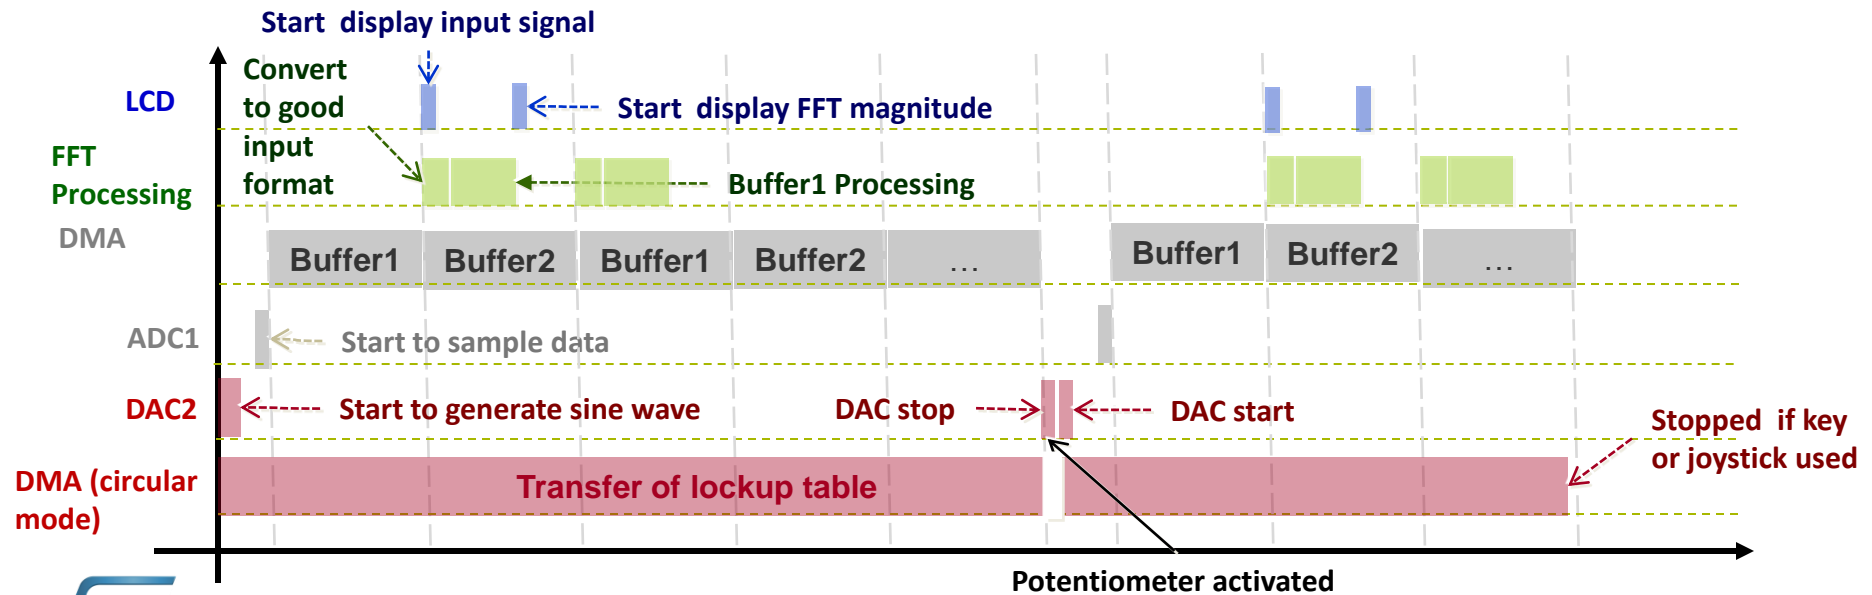 Start  display input signal
Convert
to good
input
format
LCD
Start  display FFT magnitude
FFT
Processing
Buffer1 Processing
DMA
Buffer1
Buffer2
Buffer1
Buffer2
...
Buffer1
Buffer2
...
ADC1
Start to sample data
DAC2
Start to generate sine wave
DAC stop
DAC start
Stopped  if key
or joystick used
DMA (circular
mode)
Transfer of lockup table
Potentiometer activated